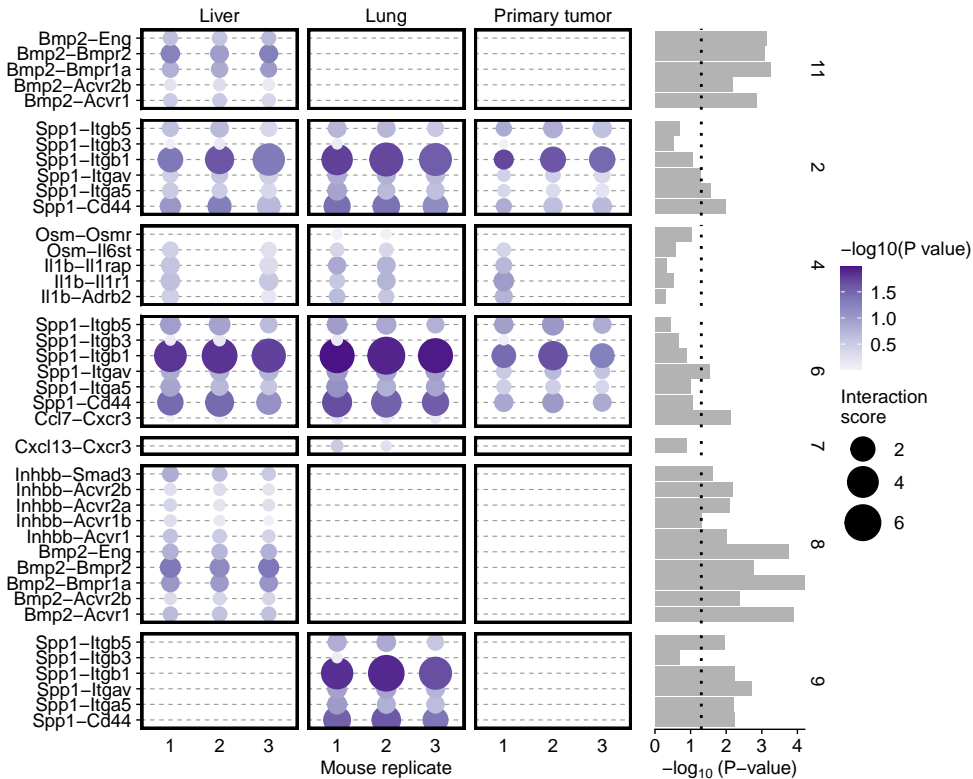 Liver Lung Primary tumor
Bmp2−Eng
Bmp2−Bmpr2
Bmp2−Bmpr1a
Bmp2−Acvr2b
Bmp2−Acvr1
11
Spp1−Itgb5
Spp1−Itgb3
Spp1−Itgb1
Spp1−Itgav
Spp1−Itga5
Spp1−Cd44
2
Osm−Osmr
Osm−Il6st
Il1b−Il1rap
Il1b−Il1r1
Il1b−Adrb2
4
Spp1−Itgb5
Spp1−Itgb3
Spp1−Itgb1
Spp1−Itgav
Spp1−Itga5
Spp1−Cd44
Ccl7−Cxcr3
6
Cxcl13−Cxcr3
7
Inhbb−Smad3
Inhbb−Acvr2b
Inhbb−Acvr2a
Inhbb−Acvr1b
Inhbb−Acvr1
Bmp2−Eng
Bmp2−Bmpr2
Bmp2−Bmpr1a
Bmp2−Acvr2b
Bmp2−Acvr1
8
Spp1−Itgb5
Spp1−Itgb3
Spp1−Itgb1
Spp1−Itgav
Spp1−Itga5
Spp1−Cd44
9
1 2 3 1 2 3 1 2 3
Mouse replicate
0 1 2 3 4
−log10 (P−value)
−log10(P value)
1.5
1.0
0.5
Interaction
score
2
4
6